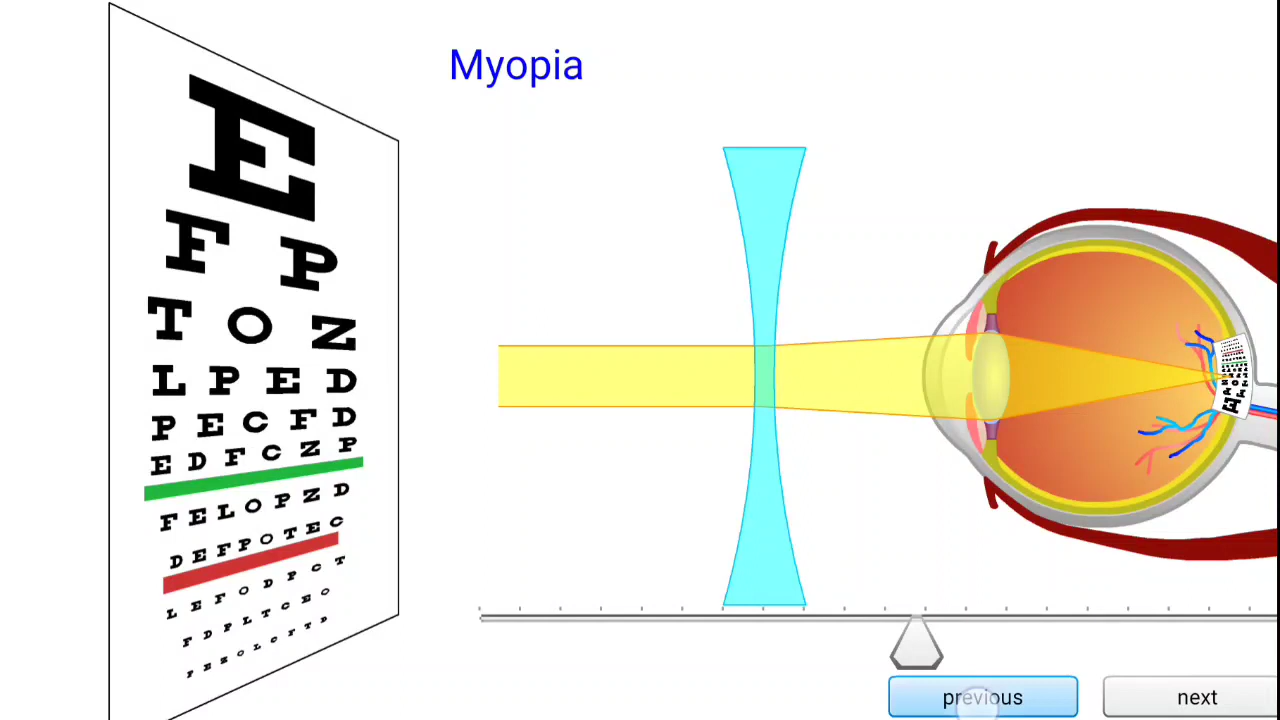 Myopia
E
F P
T O Z
L P E D
P E C F D
E D F C Z P
F E L O P Z D
D E F P O T E C
L E F O D P C T
F D P L T C E O
P E Z O L C F T D
previous
next